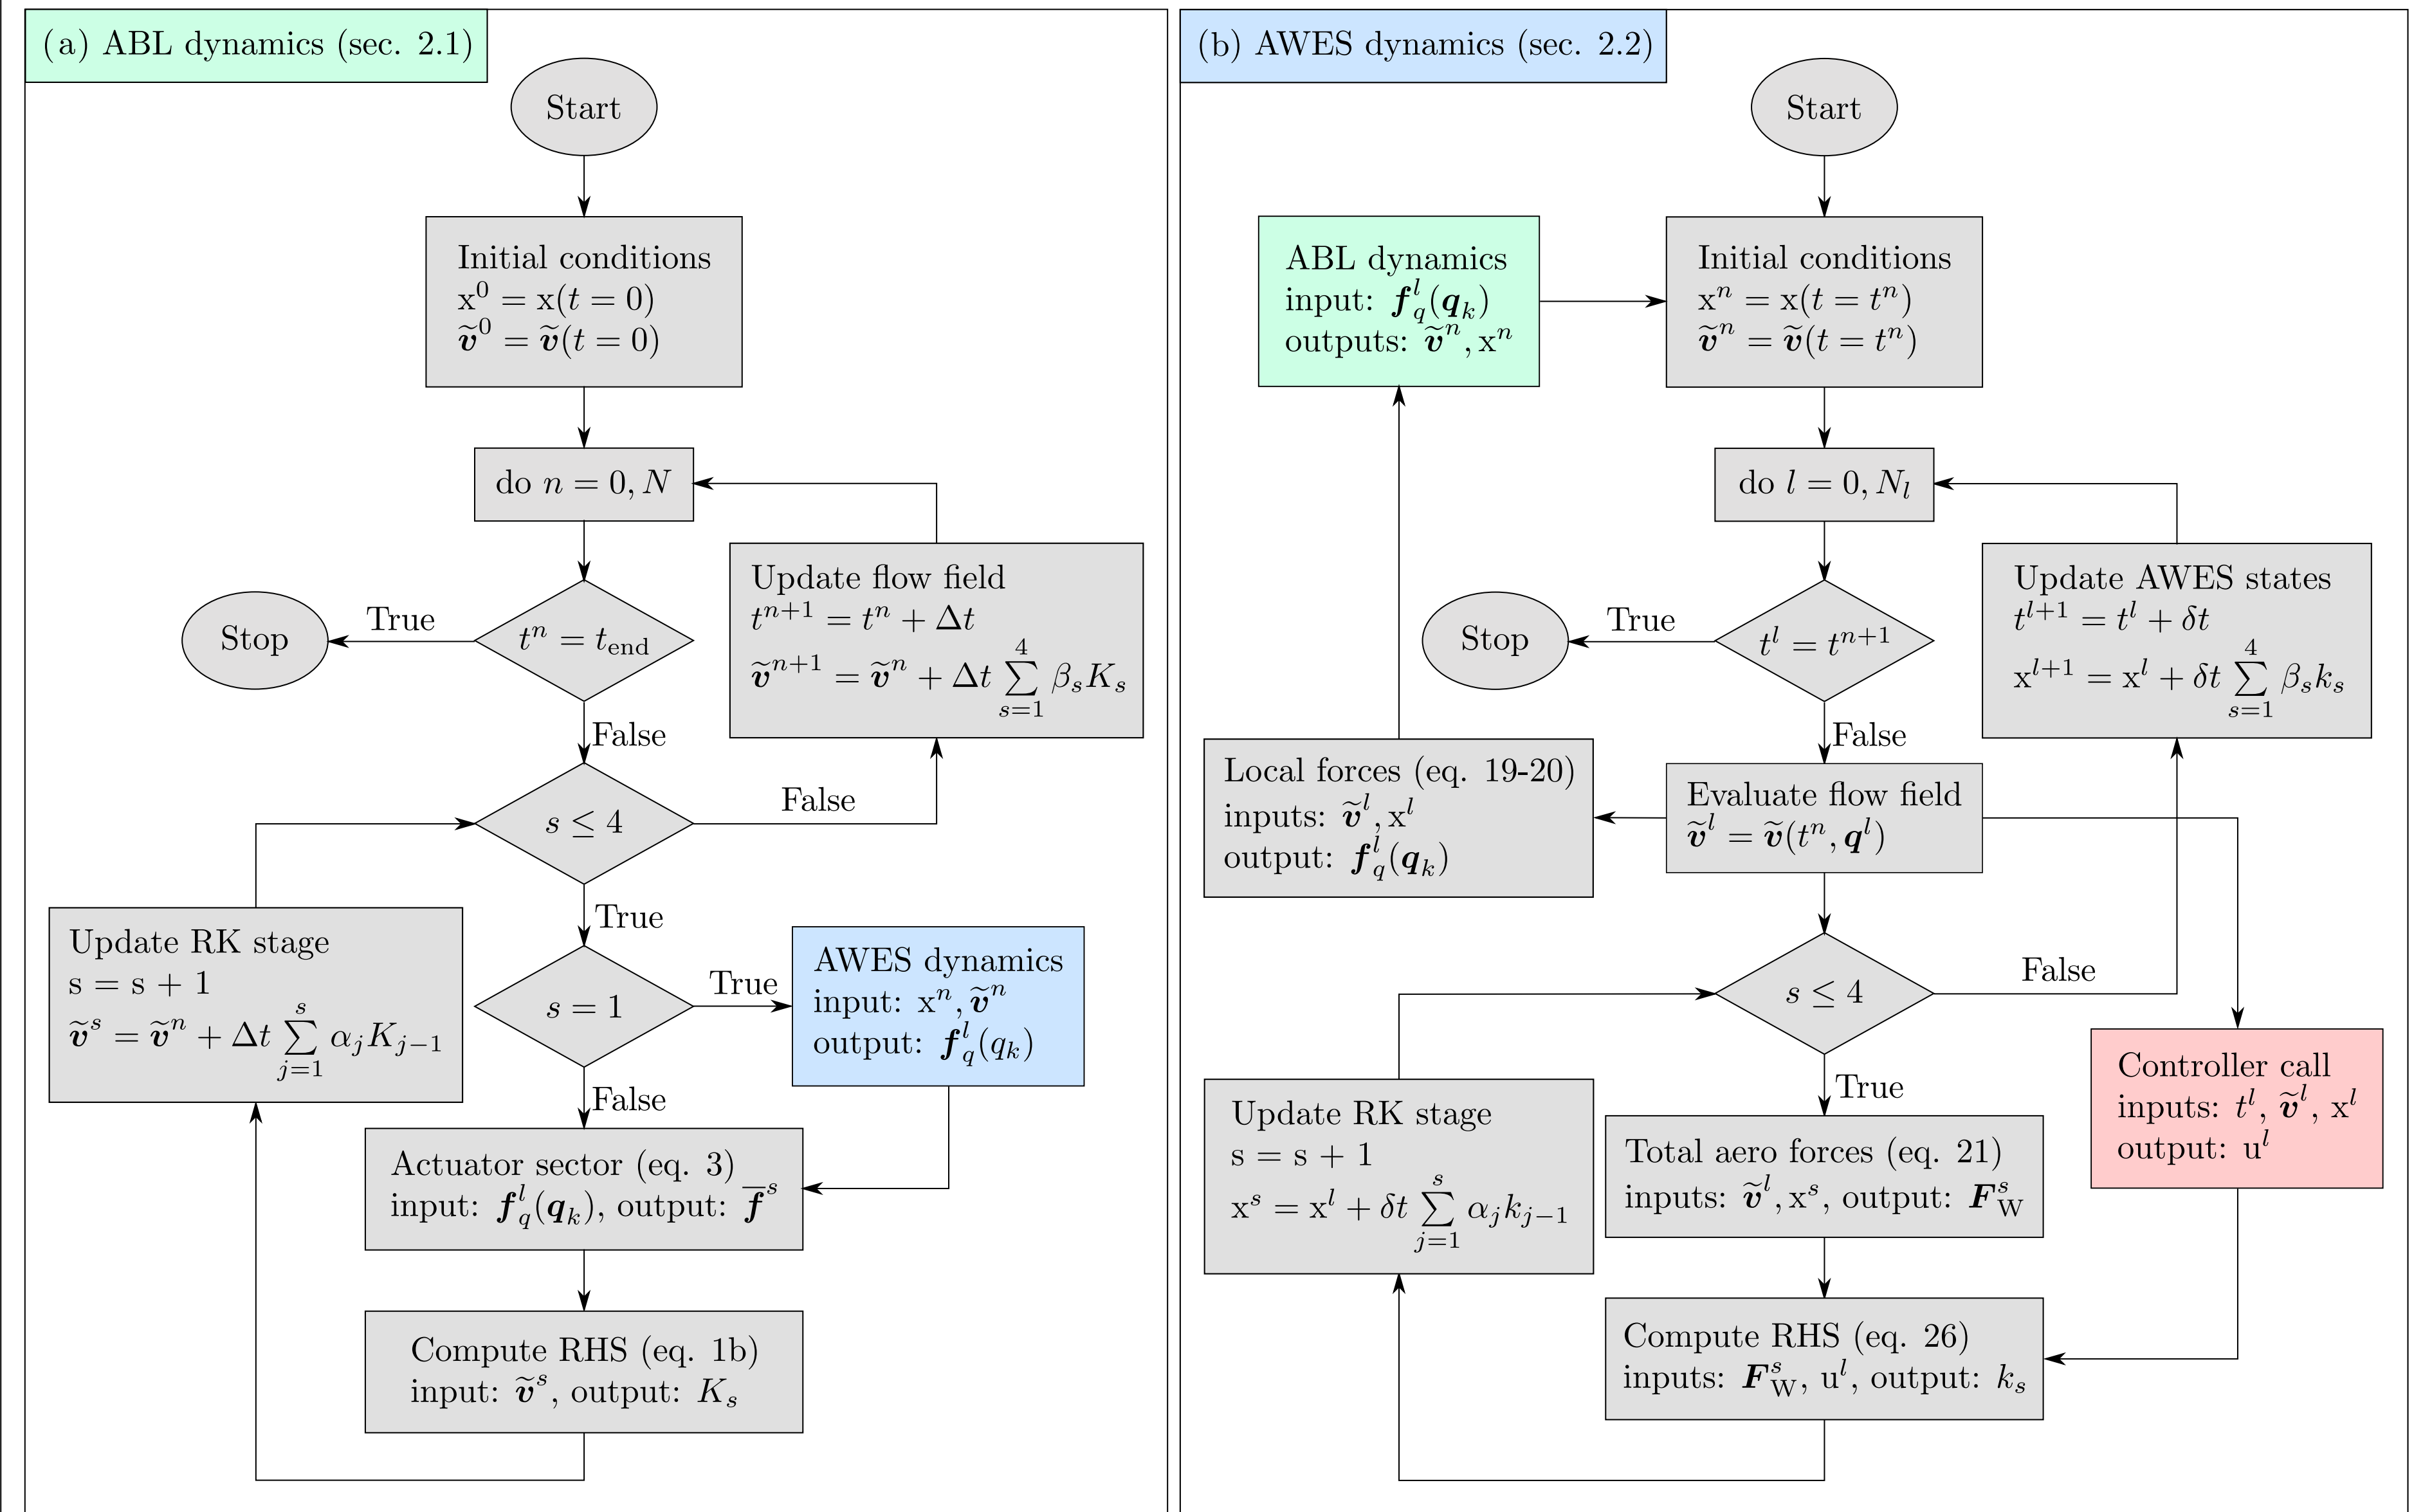 (a) ABL dynamics (sec. 2.1)
Start
Initial conditions
x⁰ = x(t = 0)
ṽ⁰ = ṽ(t = 0)
do n = 0, N
tⁿ = t_end
True
Stop
False
Update flow field
tⁿ⁺¹ = tⁿ + Δt
ṽⁿ⁺¹ = ṽⁿ + Δt ∑_{s=1}^{4} β_s K_s
s ≤ 4
False
True
Update RK stage
s = s + 1
ṽ^s = ṽⁿ + Δt ∑_{j=1}^{s} α_j K_{j−1}
s = 1
True
AWES dynamics
input: xⁿ, ṽⁿ
output: f_q^l(q_k)
False
Actuator sector (eq. 3)
input: f_q^l(q_k), output: f̅^s
Compute RHS (eq. 1b)
input: ṽ^s, output: K_s
(b) AWES dynamics (sec. 2.2)
Start
ABL dynamics
input: f_q^l(q_k)
outputs: ṽⁿ, xⁿ
Initial conditions
xⁿ = x(t = tⁿ)
ṽⁿ = ṽ(t = tⁿ)
do l = 0, N_l
t^l = t^{n+1}
True
Stop
False
Update AWES states
t^{l+1} = t^l + δt
x^{l+1} = x^l + δt ∑_{s=1}^{4} β_s k_s
Local forces (eq. 19-20)
inputs: ṽ^l, x^l
output: f_q^l(q_k)
Evaluate flow field
ṽ^l = ṽ(tⁿ, q^l)
s ≤ 4
False
True
Controller call
inputs: t^l, ṽ^l, x^l
output: u^l
Update RK stage
s = s + 1
x^s = x^l + δt ∑_{j=1}^{s} α_j k_{j−1}
Total aero forces (eq. 21)
inputs: ṽ^l, x^s, output: F_W^s
Compute RHS (eq. 26)
inputs: F_W^s, u^l, output: k_s